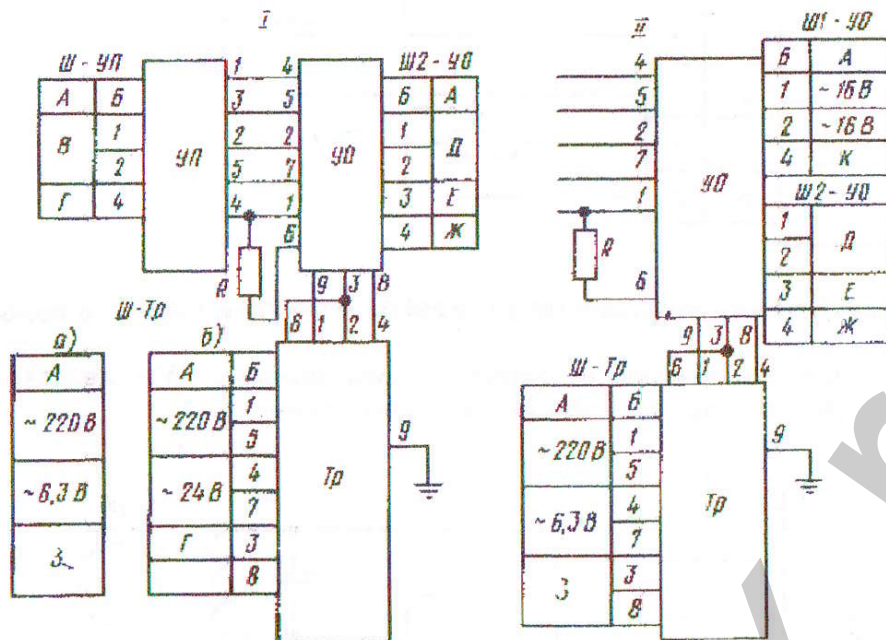 I
Ш-УП
А Б
В 1
2
Г 4
УП
1 4
3 5
2 2
5 7
4 1
6
R
УО
Ш2-УО
Б А
1 Д
2
3 Е
4 Ж
9 3 8
6 1 2 4
Ш-Тр
а)
А
~220 В
~6,3 В
З
б)
А Б
~220 В 1
5
~24 В 4
7
Г 3
8
Тр
9
II
4
5
2
7
1
R
6
УО
Ш1-УО
Б А
1 ~16 В
2 ~16 В
4 К
Ш2-УО
1 Д
2
3 Е
4 Ж
9 3 8
6 1 2 4
Ш-Тр
А Б
~220 В 1
5
~6,3 В 4
7
З 3
8
Тр
9